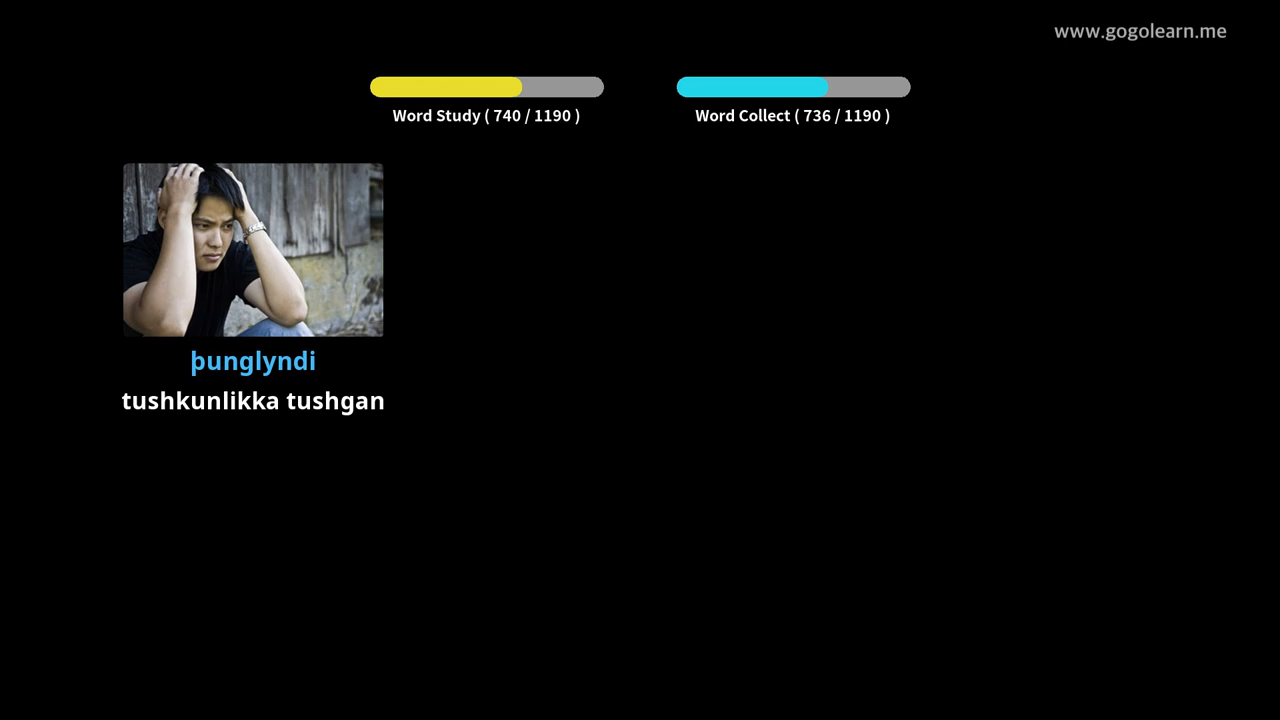 www.gogolearn.me
Word Study ( 740 / 1190 )
Word Collect ( 736 / 1190 )
þunglyndi
tushkunlikka tushgan